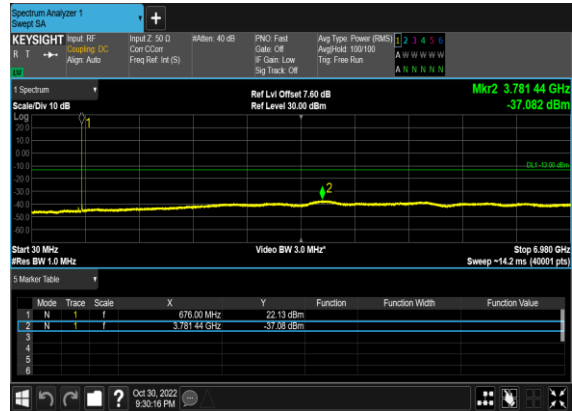 Spectrum Analyzer 1
Swept SA
+
KEYSIGHT Input: RF Input Z: 50 Ω #Atten: 40 dB PNO: Fast Avg Type: Power (RMS) 1 2 3 4 5 6
R T Coupling: DC Corr CCorr Gate: Off Avg|Hold: 100/100 A W W W W W
Align: Auto Freq Ref: Int (S) IF Gain: Low Trig: Free Run
Sig Track: Off A N N N N N
1 Spectrum Ref Lvl Offset 7.60 dB Mkr2 3.781 44 GHz
Scale/Div 10 dB Ref Level 30.00 dBm -37.082 dBm
Log
20.0
10.0
0.00
-10.0
-20.0
-30.0
-40.0
-50.0
-60.0
1
2
DL1 -13.00 dBm
Start 30 MHz Video BW 3.0 MHz* Stop 6.980 GHz
#Res BW 1.0 MHz Sweep ~14.2 ms (40001 pts)
5 Marker Table
Mode Trace Scale X Y Function Function Width Function Value
1 N 1 f 676.00 MHz 22.13 dBm
2 N 1 f 3.781 44 GHz -37.08 dBm
3
4
5
6
? Oct 30, 2022
9:30:16 PM